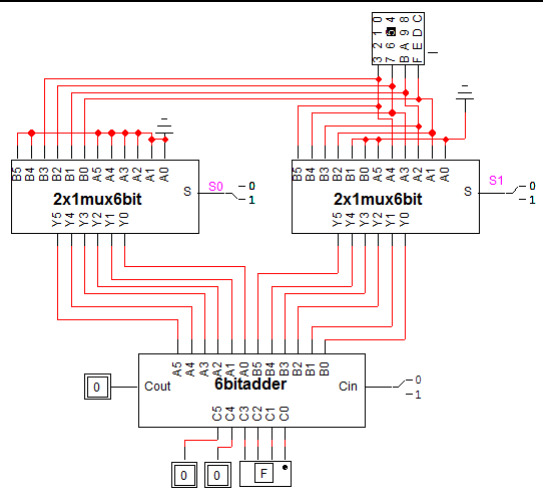 3 2 1 0
7 6 4
B A 9 8
F E D C
B5 B4 B3 B2 B1 B0 A5 A4 A3 A2 A1 A0
2x1mux6bit
S
Y5 Y4 Y3 Y2 Y1 Y0
S0
0
1
B5 B4 B3 B2 B1 B0 A5 A4 A3 A2 A1 A0
2x1mux6bit
S
Y5 Y4 Y3 Y2 Y1 Y0
S1
0
1
A5 A4 A3 A2 A1 A0 B5 B4 B3 B2 B1 B0
6bitadder
0
Cout
Cin
0
1
C5 C4 C3 C2 C1 C0
0
0
F